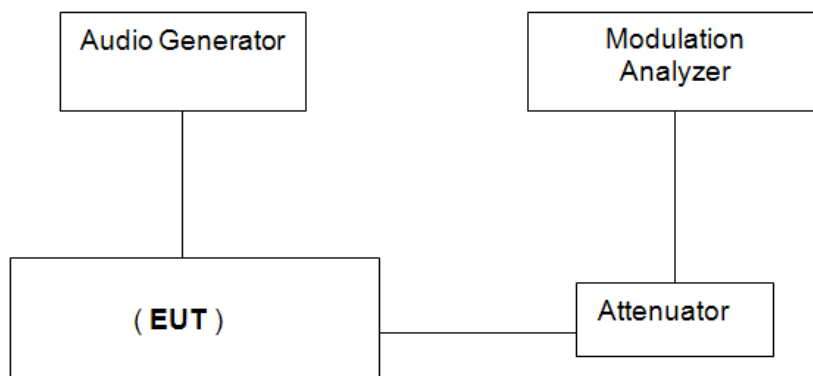 Audio Generator
Modulation
Analyzer
( EUT )
Attenuator